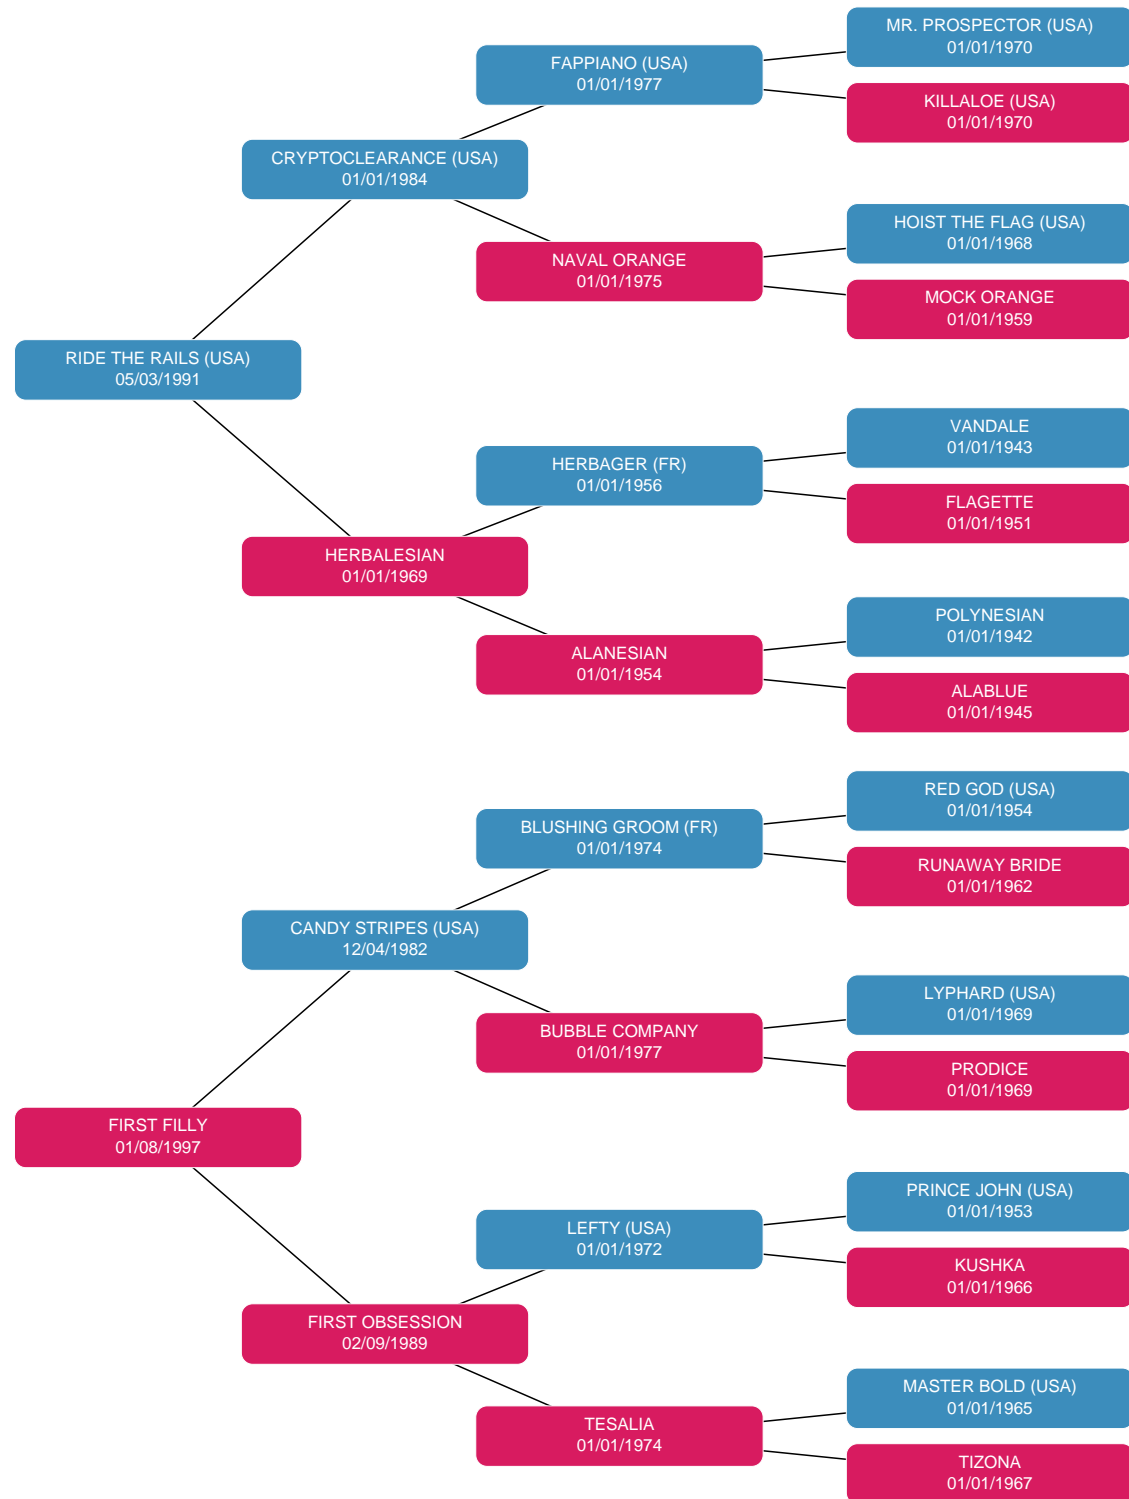 MR. PROSPECTOR (USA)
01/01/1970
FAPPIANO (USA)
01/01/1977
KILLALOE (USA)
01/01/1970
CRYPTOCLEARANCE (USA)
01/01/1984
HOIST THE FLAG (USA)
01/01/1968
NAVAL ORANGE
01/01/1975
MOCK ORANGE
01/01/1959
RIDE THE RAILS (USA)
05/03/1991
VANDALE
01/01/1943
HERBAGER (FR)
01/01/1956
FLAGETTE
01/01/1951
HERBALESIAN
01/01/1969
POLYNESIAN
01/01/1942
ALANESIAN
01/01/1954
ALABLUE
01/01/1945
RED GOD (USA)
01/01/1954
BLUSHING GROOM (FR)
01/01/1974
RUNAWAY BRIDE
01/01/1962
CANDY STRIPES (USA)
12/04/1982
LYPHARD (USA)
01/01/1969
BUBBLE COMPANY
01/01/1977
PRODICE
01/01/1969
FIRST FILLY
01/08/1997
PRINCE JOHN (USA)
01/01/1953
LEFTY (USA)
01/01/1972
KUSHKA
01/01/1966
FIRST OBSESSION
02/09/1989
MASTER BOLD (USA)
01/01/1965
TESALIA
01/01/1974
TIZONA
01/01/1967